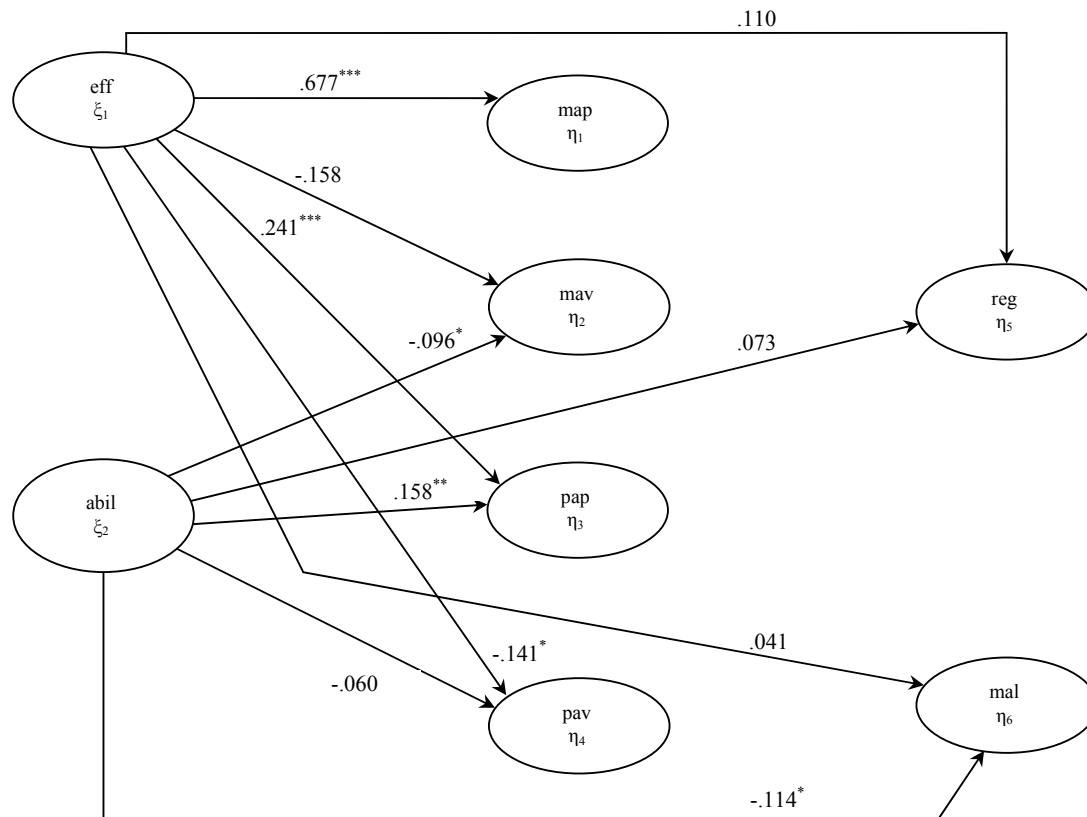 .110
eff
ξ₁
.677***
map
η₁
-.158
.241***
mav
η₂
reg
η₅
-.096*
.073
abil
ξ₂
.158**
pap
η₃
.041
-.141*
-.060
pav
η₄
mal
η₆
-.114*